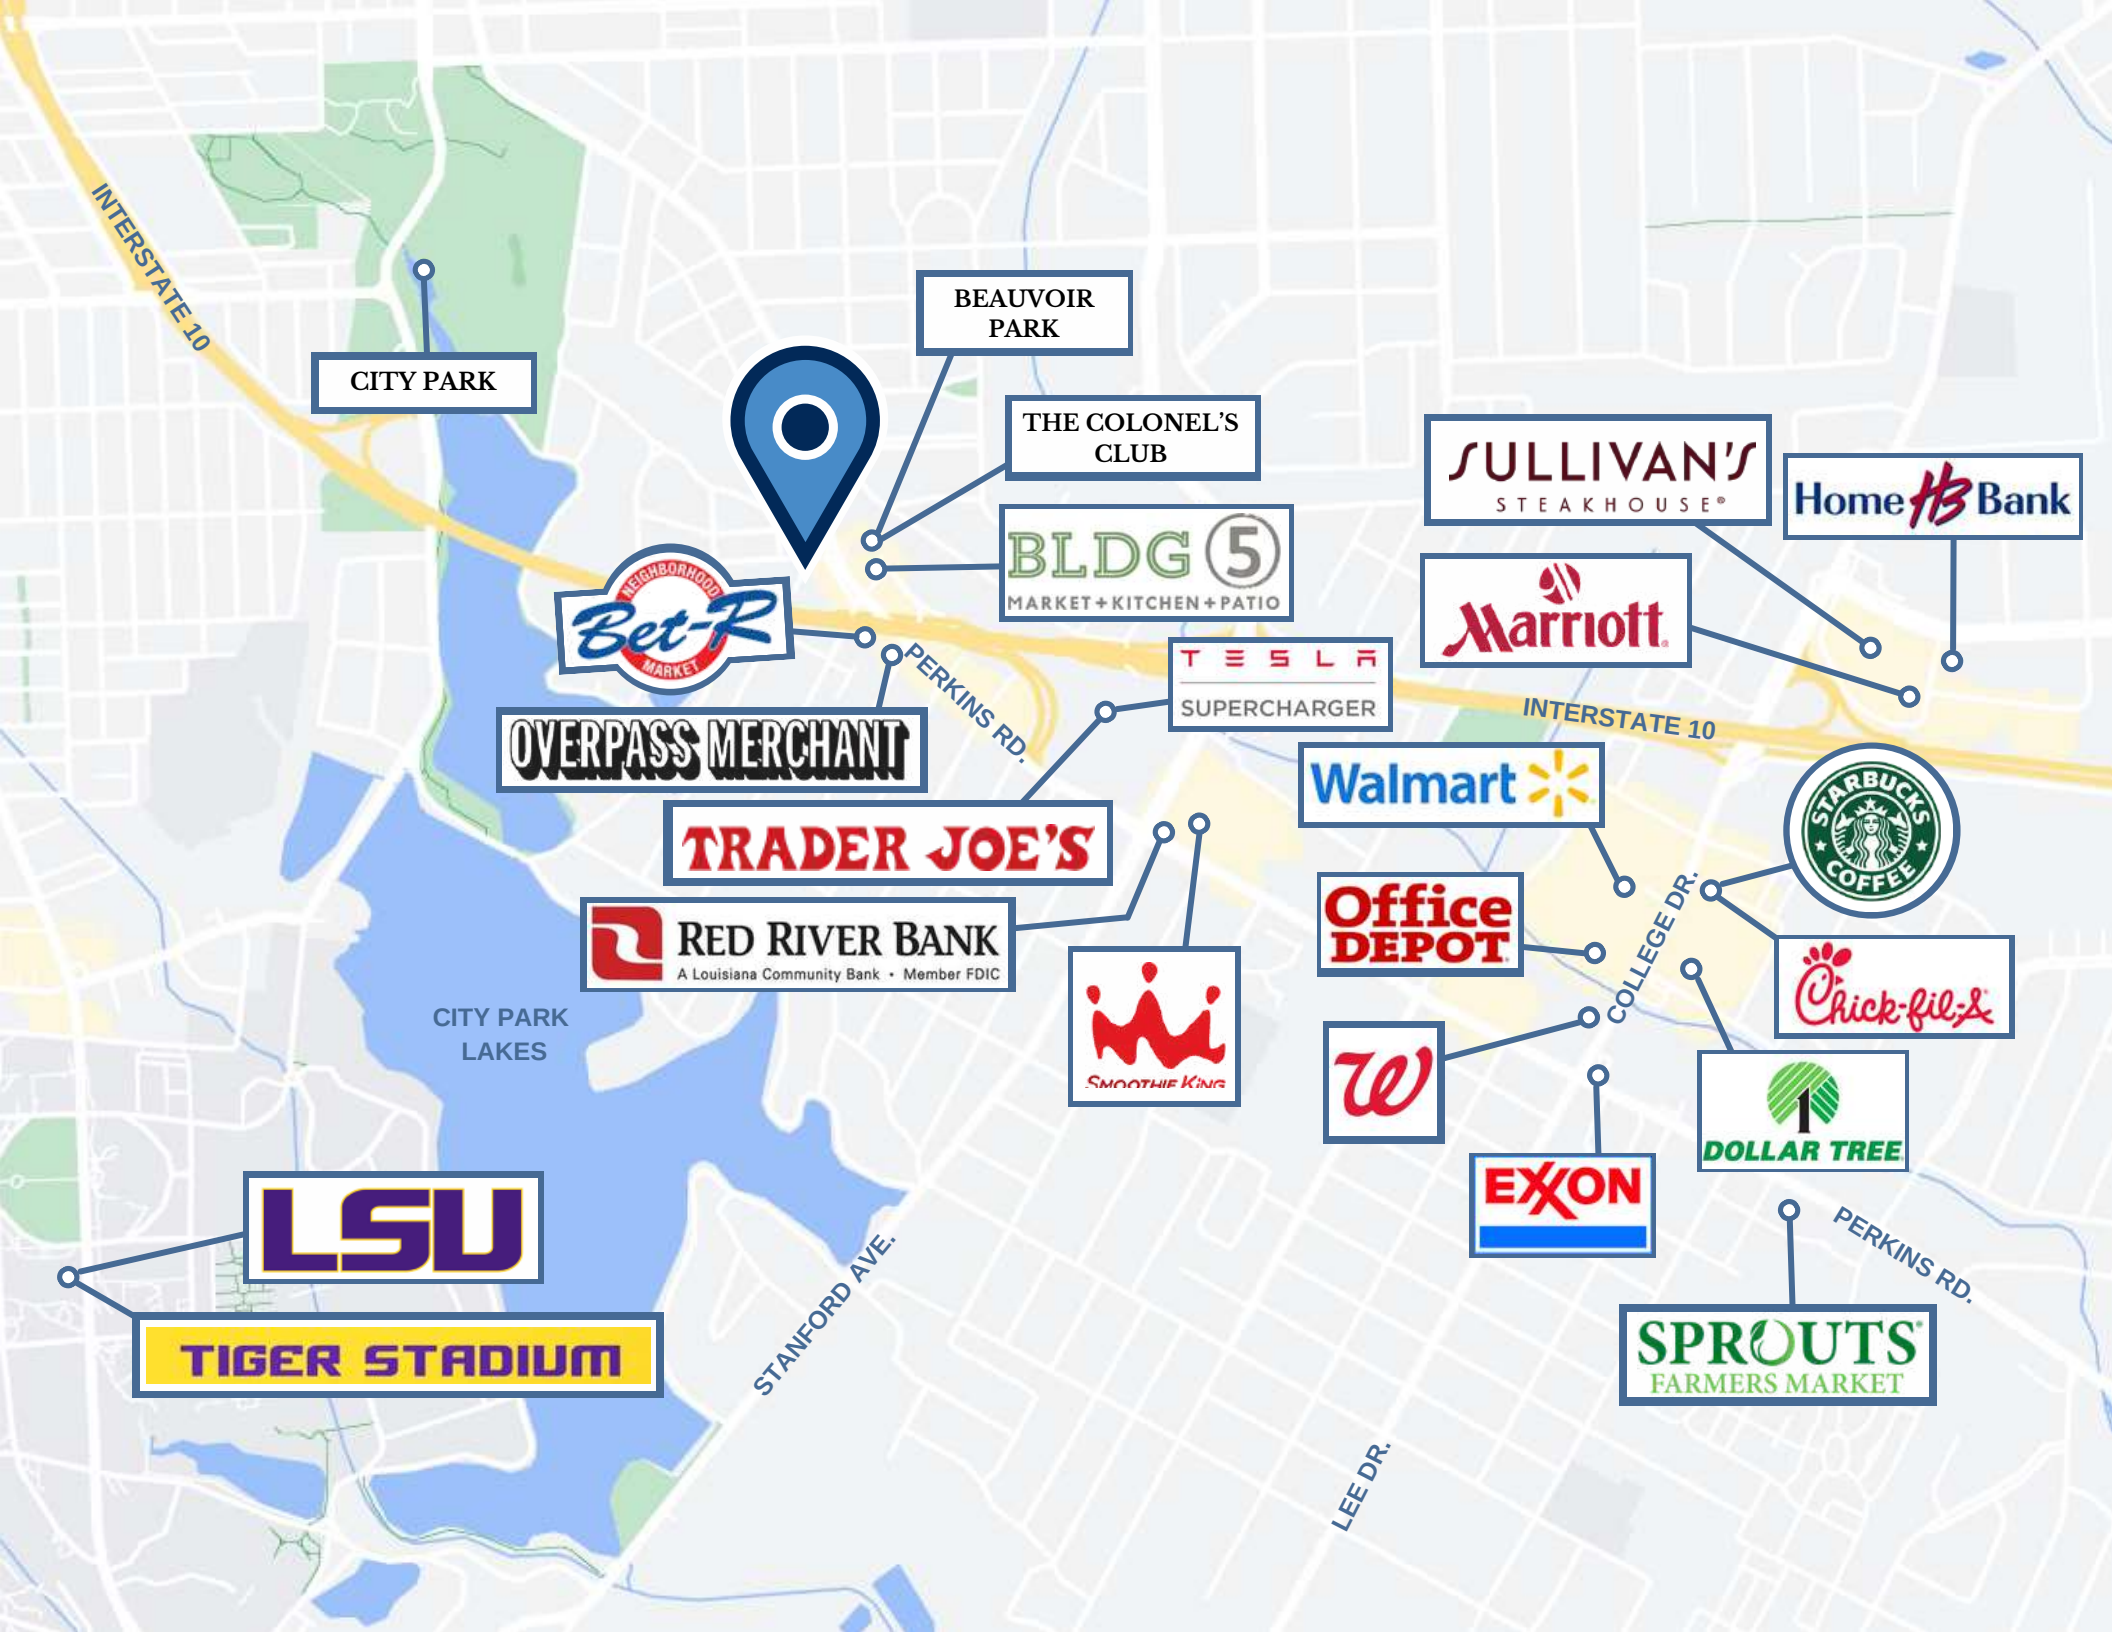 INTERSTATE 10
CITY PARK
BEAUVOIR
PARK
THE COLONEL'S
CLUB
BLDG 5
MARKET+KITCHEN+PATIO
SULLIVAN'S
STEAKHOUSE®
Home HB Bank
Marriott
NEIGHBORHOOD
Bet-R
MARKET
PERKINS RD.
TESLA
SUPERCHARGER
INTERSTATE 10
OVERPASS MERCHANT
Walmart
STARBUCKS
COFFEE
TRADER JOE'S
Office
DEPOT
COLLEGE DR.
RED RIVER BANK
A Louisiana Community Bank • Member FDIC
Chick-fil-A
CITY PARK
LAKES
SMOOTHIE KING
W
1
DOLLAR TREE
EXXON
LSU
PERKINS RD.
STANFORD AVE.
TIGER STADIUM
SPROUTS
FARMERS MARKET
LEE DR.